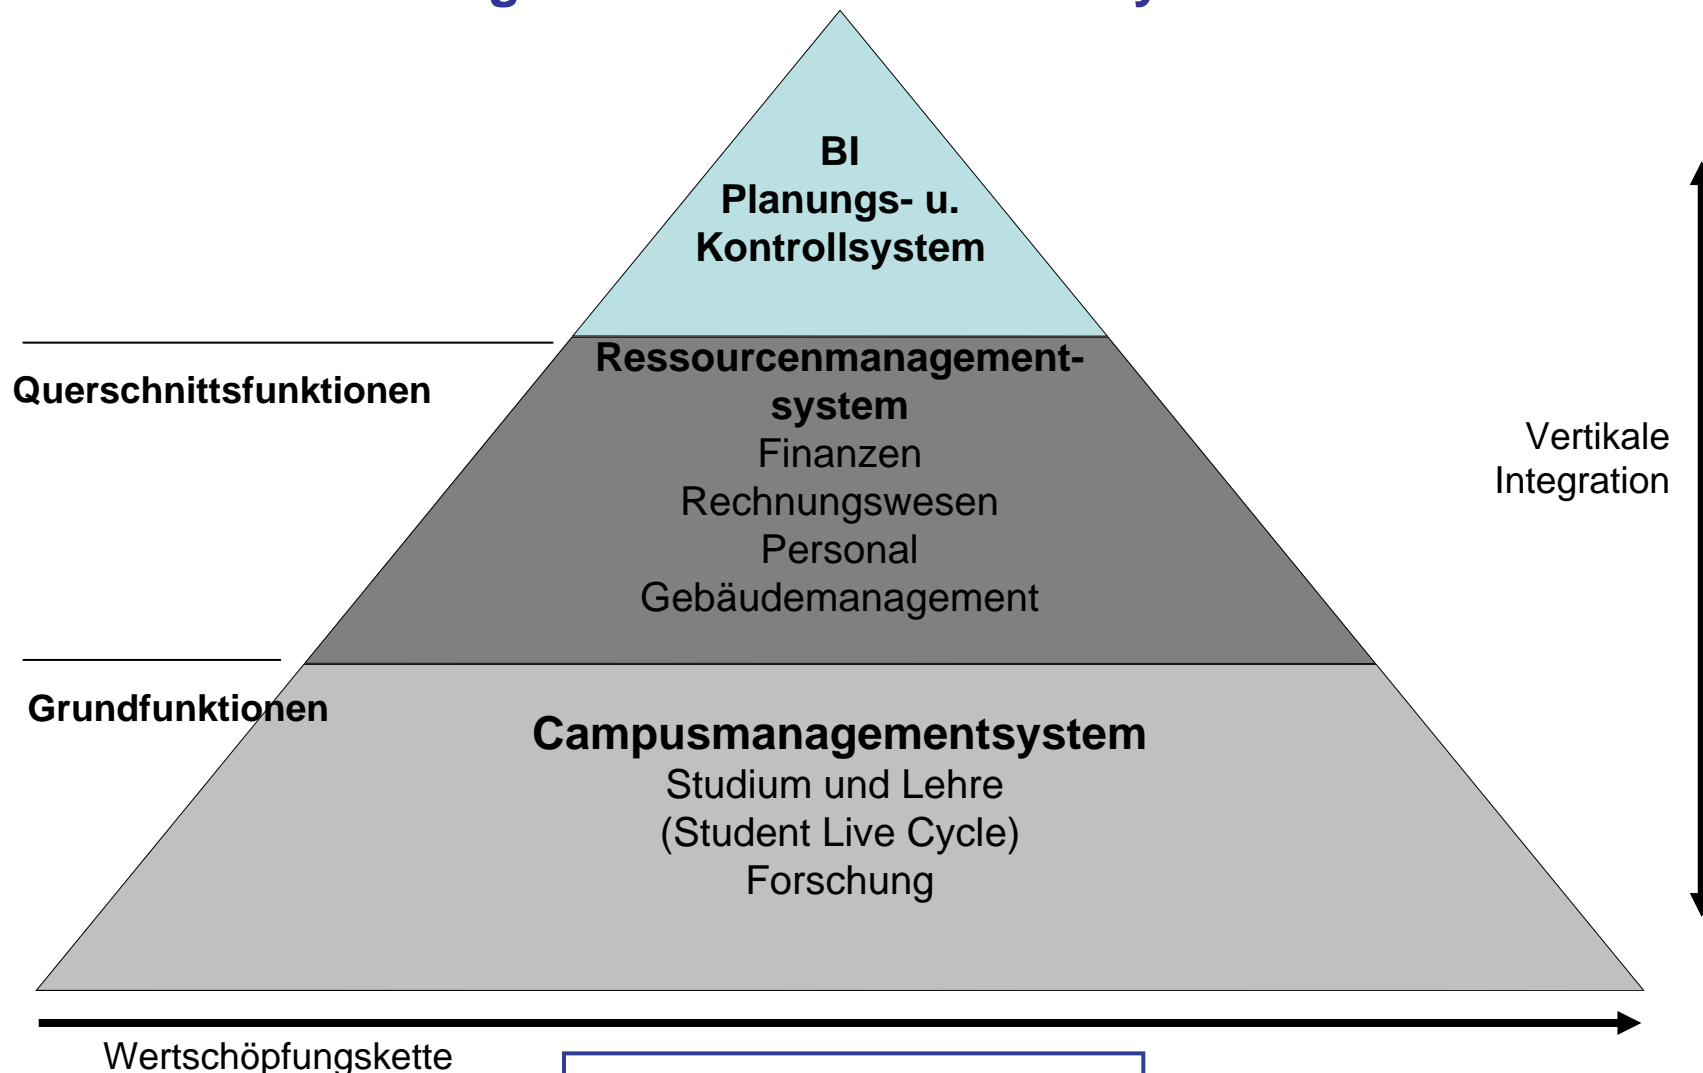 BI
Planungs- u.
Kontrollsystem
Querschnittsfunktionen
Ressourcenmanagement-
system
Finanzen
Rechnungswesen
Personal
Gebäudemanagement
Vertikale
Integration
Grundfunktionen
Campusmanagementsystem
Studium und Lehre
(Student Live Cycle)
Forschung
Wertschöpfungskette